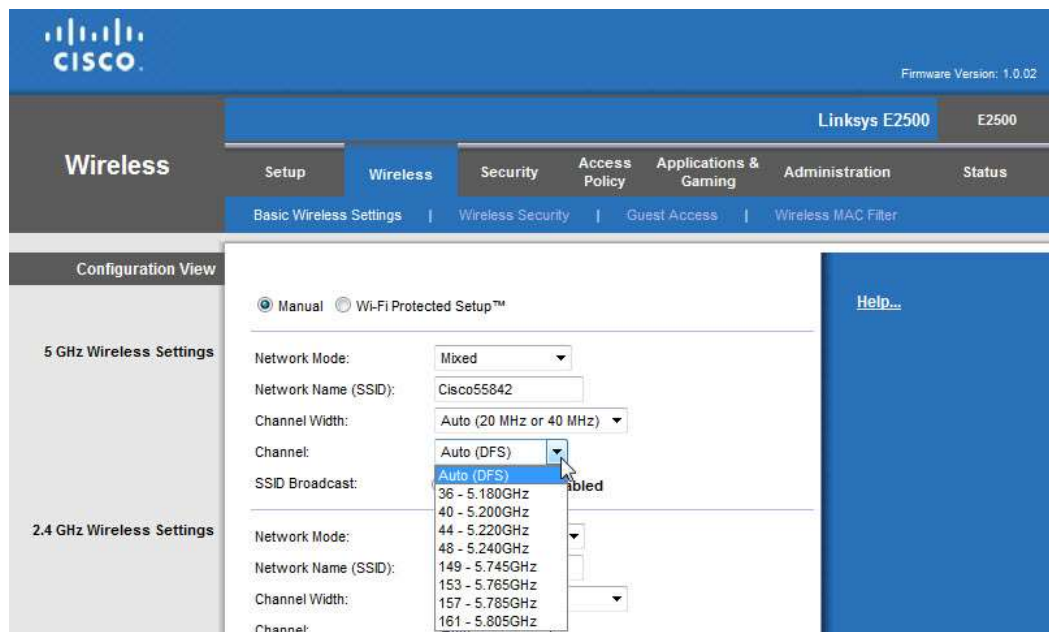 CISCO.
Firmware Version: 1.0.02
Linksys E2500 E2500
Wireless
Setup Wireless Security Access Policy Applications & Gaming Administration Status
Basic Wireless Settings | Wireless Security | Guest Access | Wireless MAC Filter
Configuration View
Manual Wi-Fi Protected Setup™
Help...
5 GHz Wireless Settings
Network Mode: Mixed
Network Name (SSID): Cisco55842
Channel Width: Auto (20 MHz or 40 MHz)
Channel: Auto (DFS)
SSID Broadcast:
Auto (DFS)
36 - 5.180GHz
40 - 5.200GHz
44 - 5.220GHz
48 - 5.240GHz
149 - 5.745GHz
153 - 5.765GHz
157 - 5.785GHz
161 - 5.805GHz
2.4 GHz Wireless Settings
Network Mode:
Network Name (SSID):
Channel Width:
Channel: